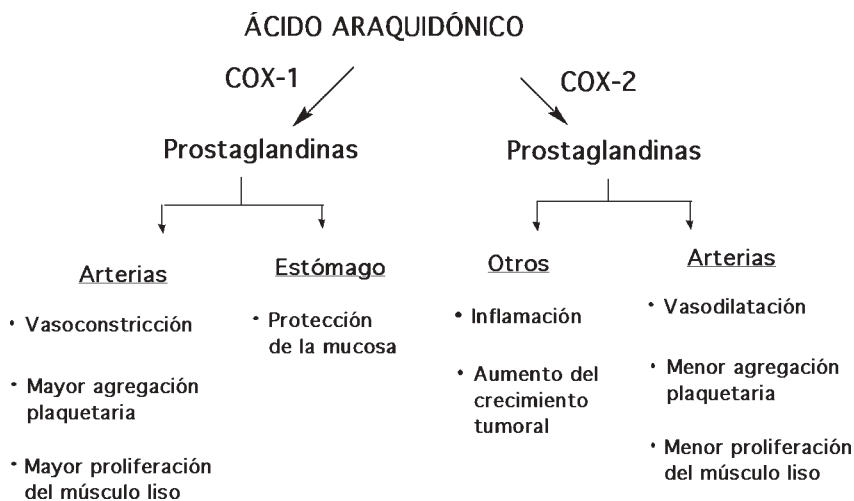 ÁCIDO ARAQUIDÓNICO
COX-1
COX-2
Prostaglandinas
Prostaglandinas
Arterias
• Vasoconstricción
• Mayor agregación
plaquetaria
• Mayor proliferación
del músculo liso
Estómago
• Protección
de la mucosa
Otros
• Inflamación
• Aumento del
crecimiento
tumoral
Arterias
• Vasodilatación
• Menor agregación
plaquetaria
• Menor proliferación
del músculo liso